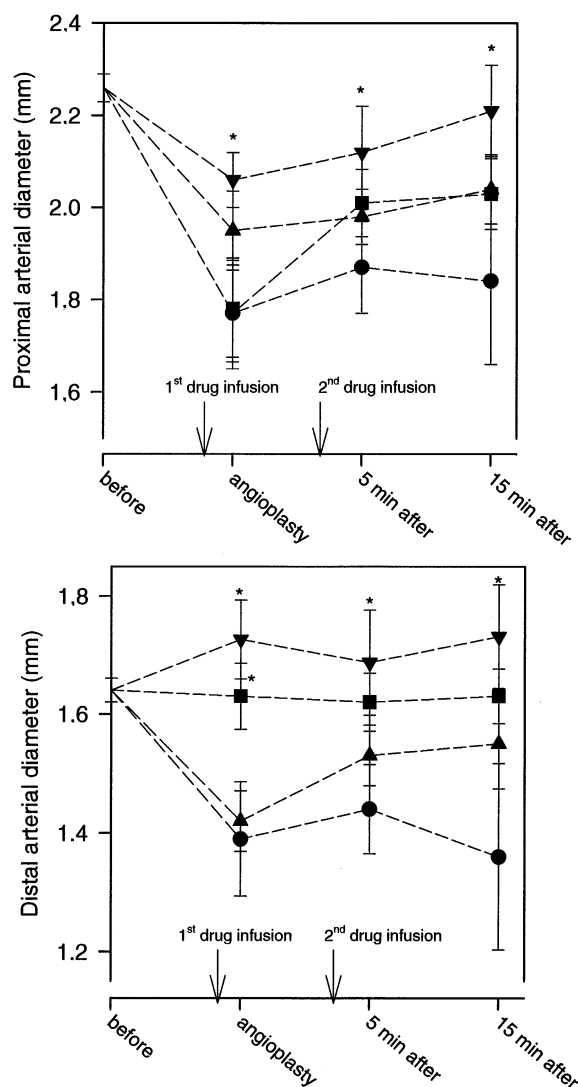 2.4
2.2
2.0
1.8
1,6
Proximal arterial diameter (mm)
*
*
*
1st drug infusion
2nd drug infusion
before
angioplasty
5 min after
15 min after
1,8
1.6
1.4
1.2
Distal arterial diameter (mm)
*
*
*
*
1st drug infusion
2nd drug infusion
before
angioplasty
5 min after
15 min after